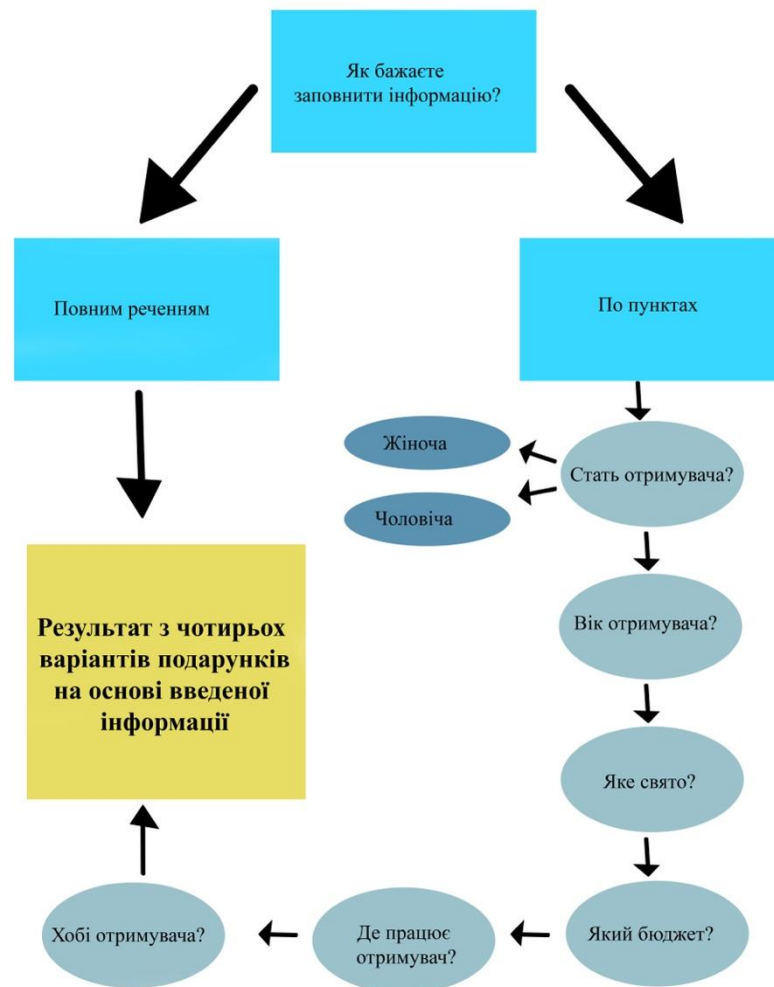 Як бажаєте
заповнити інформацію?
Повним реченням
По пунктах
Жіноча
Чоловіча
Стать отримувача?
Вік отримувача?
Яке свято?
Який бюджет?
Де працює
отримувач?
Хобі отримувача?
Результат з чотирьох
варіантів подарунків
на основі введеної
інформації